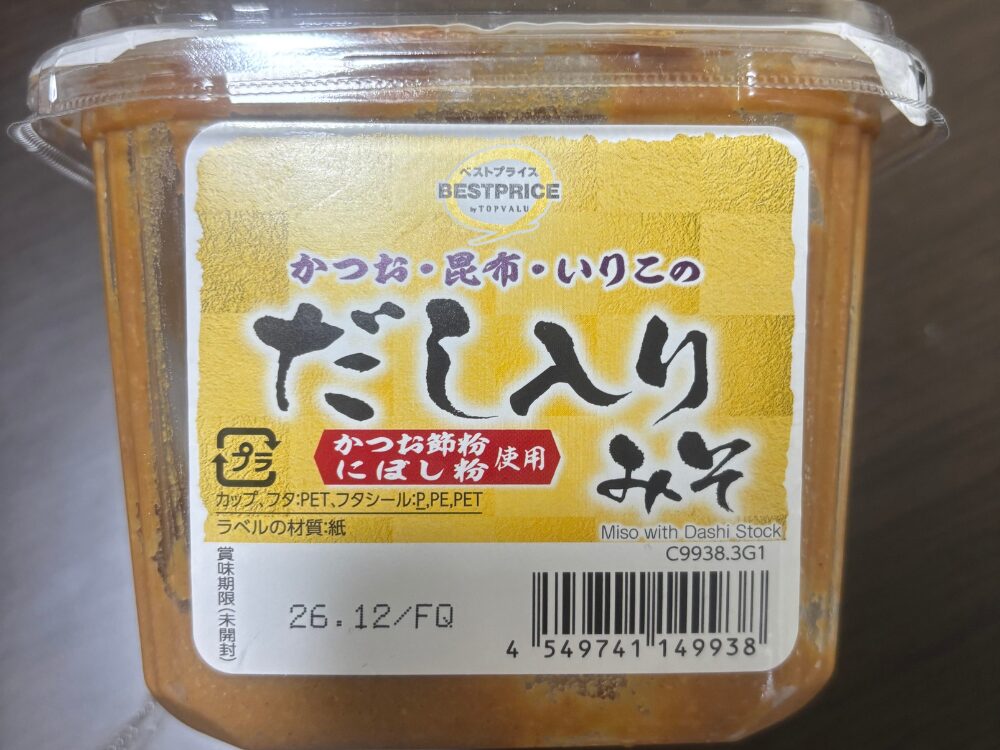 ベストプライス
BESTPRICE
by TOPVALU
かつお・昆布・いりこの
だし入り
みそ
かつお節粉
にぼし粉
使用
プラ
カップ、フタ:PET、フタシール:P,PE,PET
ラベルの材質:紙
Miso with Dashi Stock
C9938.3G1
賞味期限(未開封)
26.12/FQ
4 549741 149938